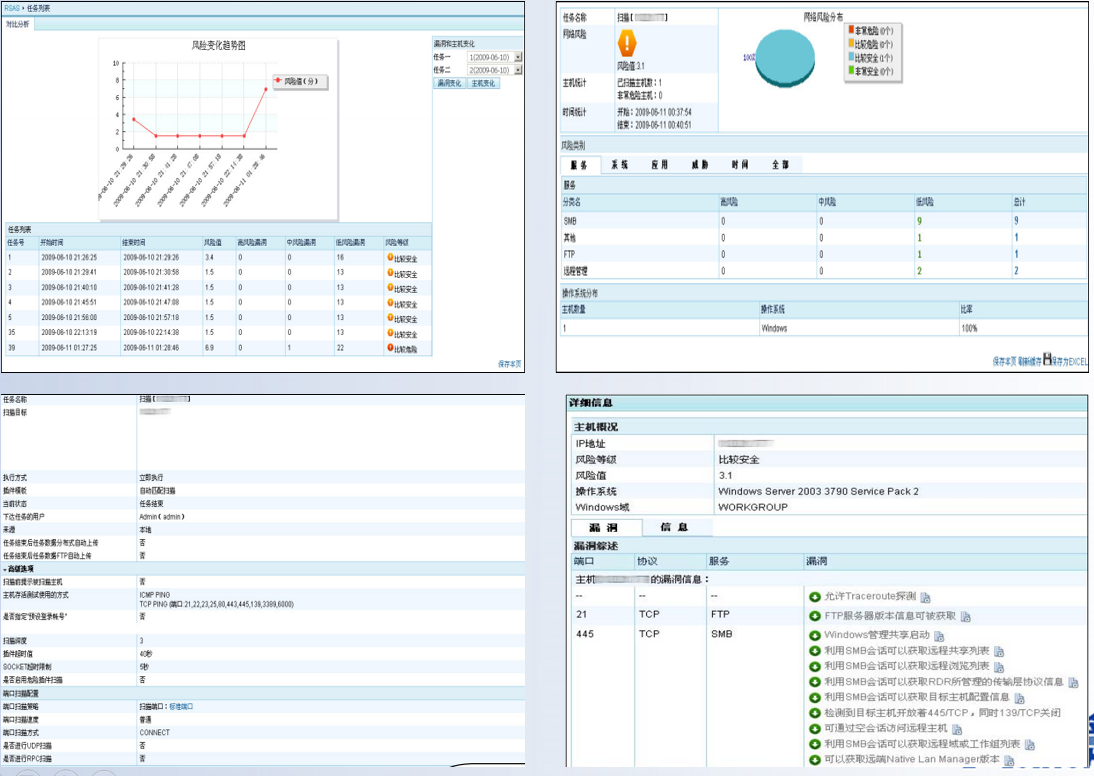 RSAS › 任务列表
对比分析
风险变化趋势图
10
8
6
4
2
0
风险值(分)
2009-06-10 21:30:58
2009-06-10 21:41:28
2009-06-10 21:47:08
2009-06-10 21:57:18
2009-06-10 22:14:38
2009-06-11 01:28:46
漏洞和主机变化
任务一 1(2009-06-10)
任务二 2(2009-06-10)
漏洞变化 主机变化
任务列表
任务号 开始时间 结束时间 风险值 高风险漏洞 中风险漏洞 低风险漏洞 风险等级
1 2009-06-10 21:26:25 2009-06-10 21:29:26 3.4 0 0 16 比较安全
2 2009-06-10 21:29:41 2009-06-10 21:30:58 1.5 0 0 13 比较安全
3 2009-06-10 21:40:10 2009-06-10 21:41:28 1.5 0 0 13 比较安全
4 2009-06-10 21:45:51 2009-06-10 21:47:08 1.5 0 0 13 比较安全
5 2009-06-10 21:56:00 2009-06-10 21:57:18 1.5 0 0 13 比较安全
35 2009-06-10 22:13:19 2009-06-10 22:14:38 1.5 0 0 13 比较安全
39 2009-06-11 01:27:25 2009-06-11 01:28:46 6.9 0 1 22 比较危险
保存本页
任务名称 扫描【 】
网络风险
风险值:3.1
主机统计 已扫描主机数:1
非常危险主机:0
时间统计 开始:2009-06-11 00:37:54
结束:2009-06-11 00:40:51
网络风险分布
100%
非常危险(0个)
比较危险(0个)
比较安全(1个)
非常安全(0个)
风险类别
服务 系统 应用 威胁 时间 全部
服务
分类名 高风险 中风险 低风险 总计
SMB 0 0 9 9
其他 0 0 1 1
FTP 0 0 1 1
远程管理 0 0 2 2
操作系统分布
主机数量 操作系统 比率
1 Windows 100%
保存本页 刷新缓存 保存为EXCEL
任务名称 扫描【 】
扫描目标
执行方式 立即执行
插件模板 自动匹配扫描
当前状态 任务结束
下达任务的用户 Admin(admin)
来源 本地
任务结束后任务数据分布式自动上传 否
任务结束后任务数据FTP自动上传 否
高级选项
扫描前提示被扫描主机 否
主机存活测试使用的方式 ICMP PING
TCP PING (端口:21,22,23,25,80,443,445,139,3389,6000)
是否指定"预设登录帐号" 否
扫描深度 3
插件超时值 40秒
SOCKET超时限制 5秒
是否启用危险插件扫描 否
端口扫描配置
端口扫描策略 扫描端口:标准端口
端口扫描速度 普通
端口扫描方式 CONNECT
是否进行UDP扫描 否
是否进行RPC扫描 否
详细信息
主机概况
IP地址
风险等级 比较安全
风险值 3.1
操作系统 Windows Server 2003 3790 Service Pack 2
Windows域 WORKGROUP
漏洞 信息
漏洞综述
端口 协议 服务 漏洞
主机 的漏洞信息:
-- -- -- 允许Traceroute探测
21 TCP FTP FTP服务器版本信息可被获取
445 TCP SMB Windows管理共享启动
利用SMB会话可以获取远程共享列表
利用SMB会话可以获取远程浏览列表
利用SMB会话可以获取RDR所管理的传输层协议信息
利用SMB会话可以获取目标主机配置信息
检测到目标主机开放着445/TCP,同时139/TCP关闭
可通过空会话访问远程主机
利用SMB会话可以获取远程域或工作组列表
可以获取远端Native Lan Manager版本